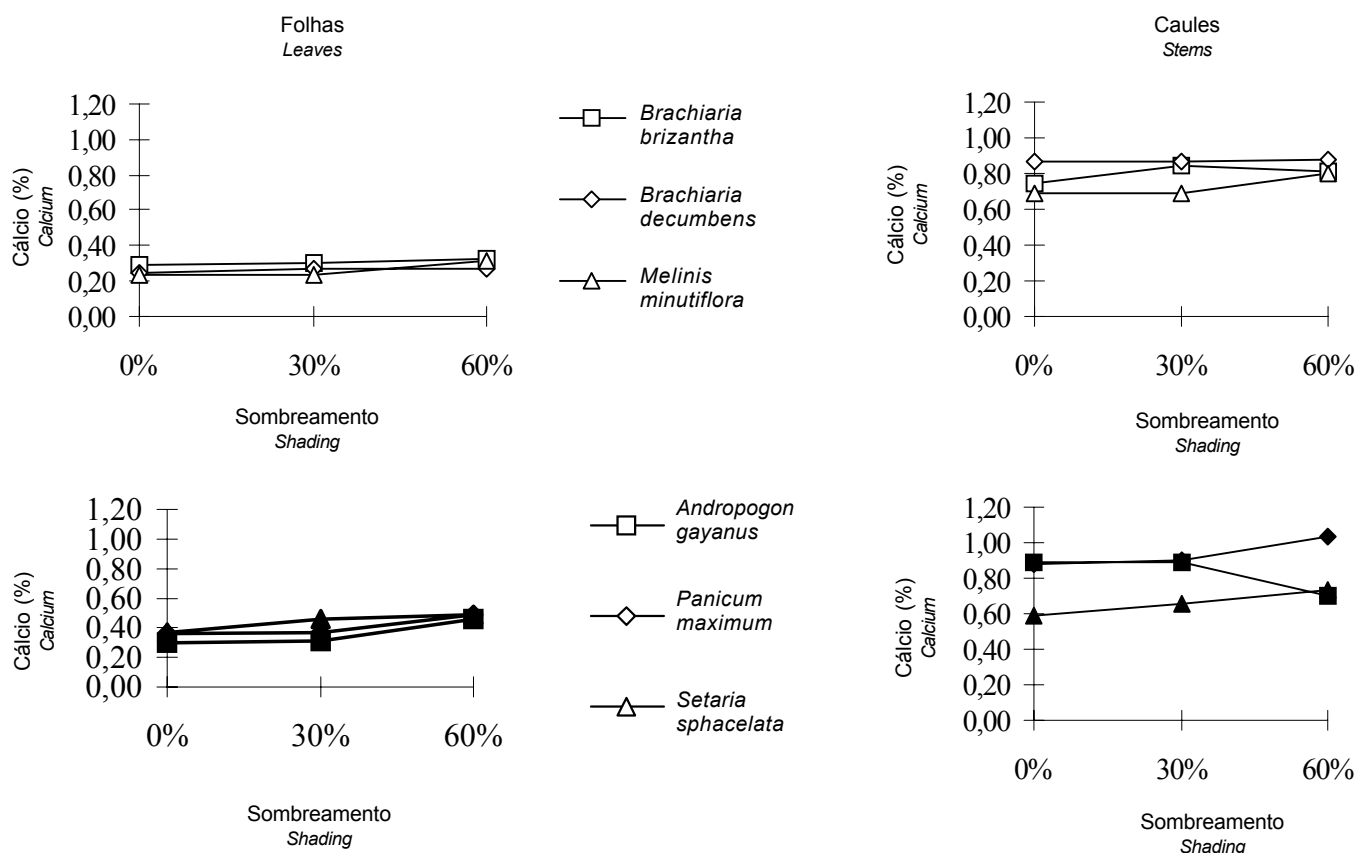 Folhas
Leaves
Cálcio (%)
Calcium
1,20
1,00
0,80
0,60
0,40
0,20
0,00
0%
30%
60%
Sombreamento
Shading
Brachiaria
brizantha
Brachiaria
decumbens
Melinis
minutiflora
Caules
Stems
Cálcio (%)
Calcium
1,20
1,00
0,80
0,60
0,40
0,20
0,00
0%
30%
60%
Sombreamento
Shading
Cálcio (%)
Calcium
1,20
1,00
0,80
0,60
0,40
0,20
0,00
0%
30%
60%
Sombreamento
Shading
Andropogon
gayanus
Panicum
maximum
Setaria
sphacelata
Cálcio (%)
Calcium
1,20
1,00
0,80
0,60
0,40
0,20
0,00
0%
30%
60%
Sombreamento
Shading